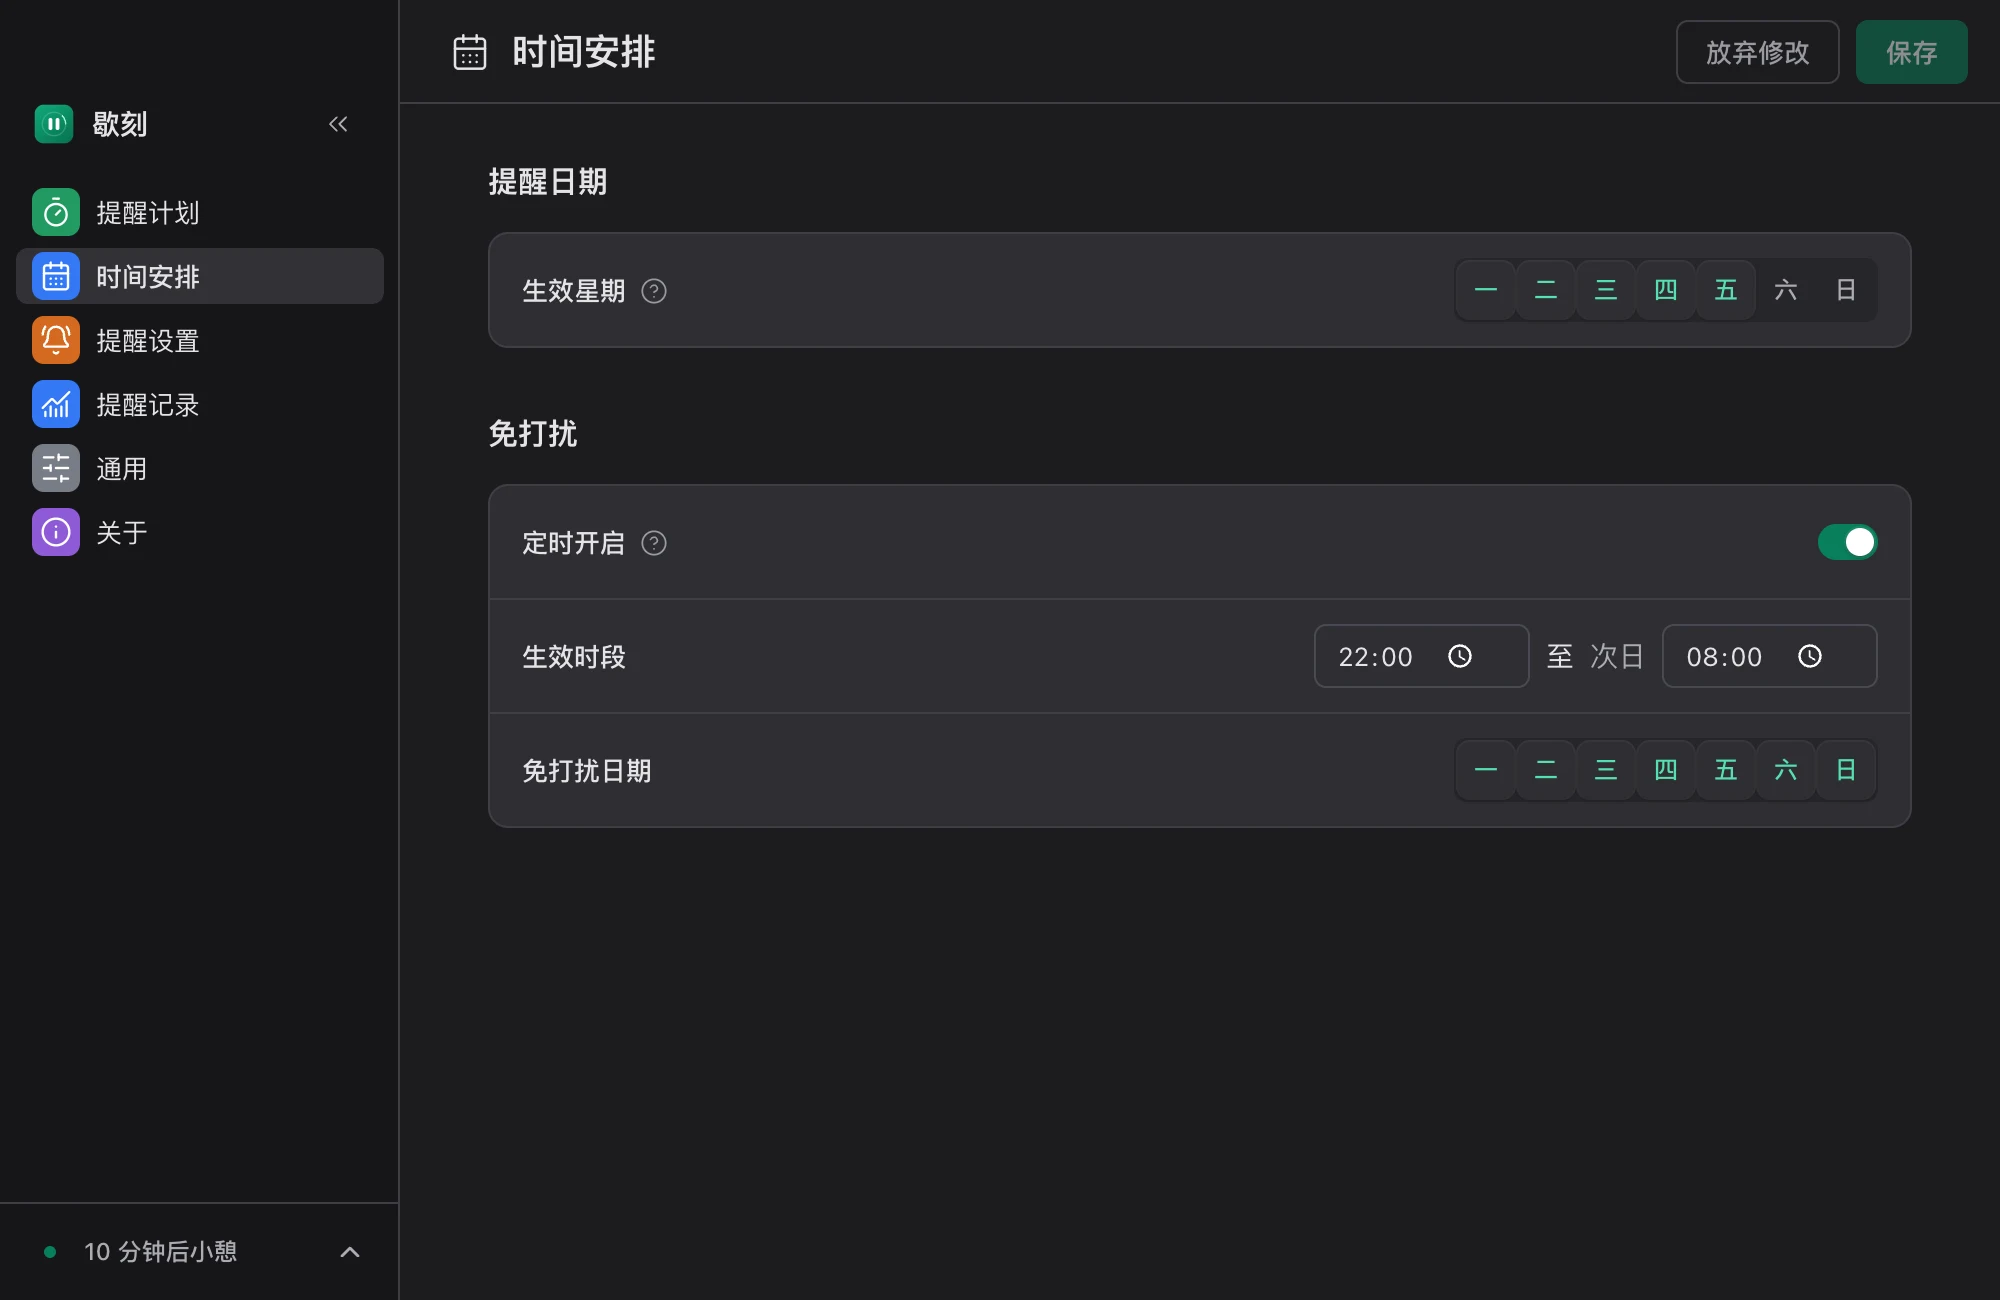 歇刻
提醒计划
时间安排
提醒设置
提醒记录
通用
关于
10 分钟后小憩
时间安排
放弃修改
保存
提醒日期
生效星期
一 二 三 四 五 六 日
免打扰
定时开启
生效时段
22:00 至 次日 08:00
免打扰日期
一 二 三 四 五 六 日